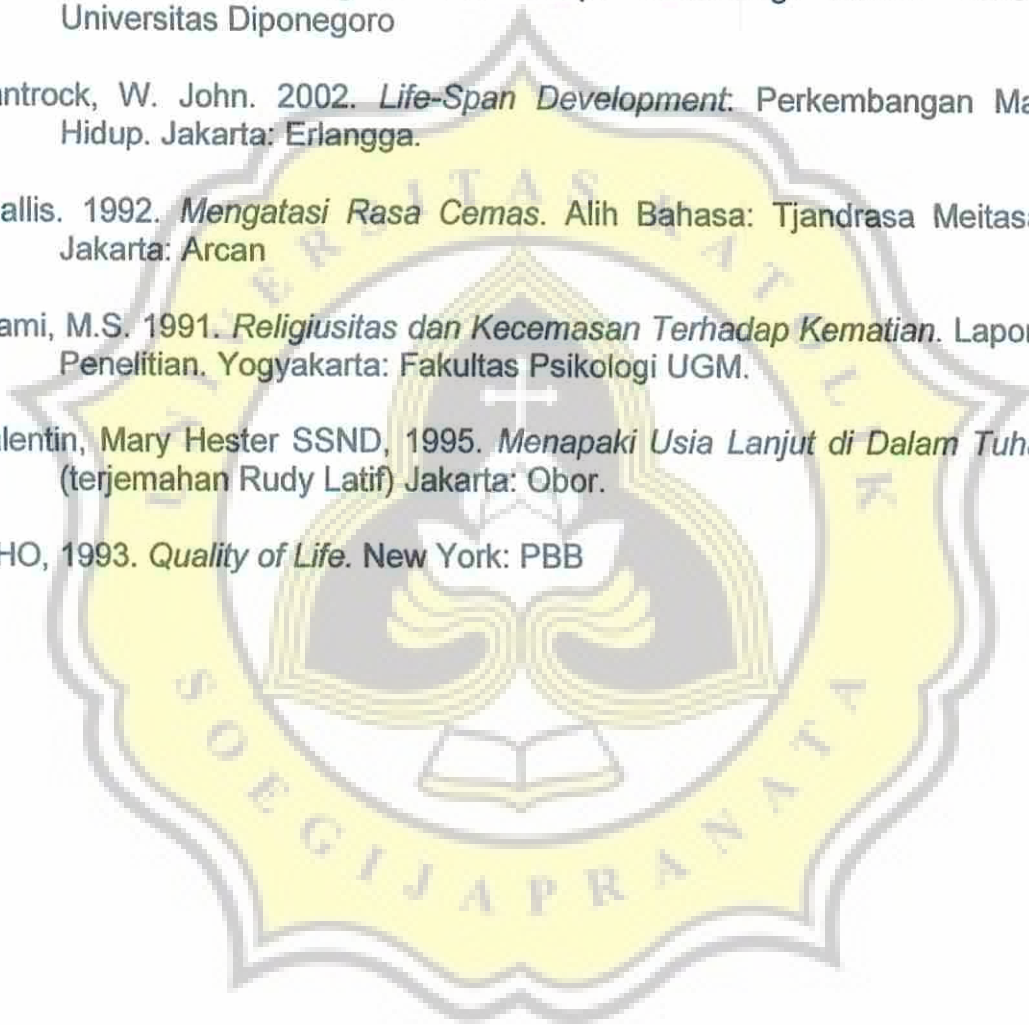 Universitas Diponegoro
ntrock, W. John. 2002. Life-Span Development: Perkembangan Ma
Hidup. Jakarta: Erlangga.
allis. 1992. Mengatasi Rasa Cemas. Alih Bahasa: Tjandrasa Meitasa
Jakarta: Arcan
ami, M.S. 1991. Religiusitas dan Kecemasan Terhadap Kematian. Lapor
Penelitian. Yogyakarta: Fakultas Psikologi UGM.
lentin, Mary Hester SSND, 1995. Menapaki Usia Lanjut di Dalam Tuha
(terjemahan Rudy Latif) Jakarta: Obor.
HO, 1993. Quality of Life. New York: PBB
UNIVERSITAS KATOLIK
SOEGIJAPRANATA